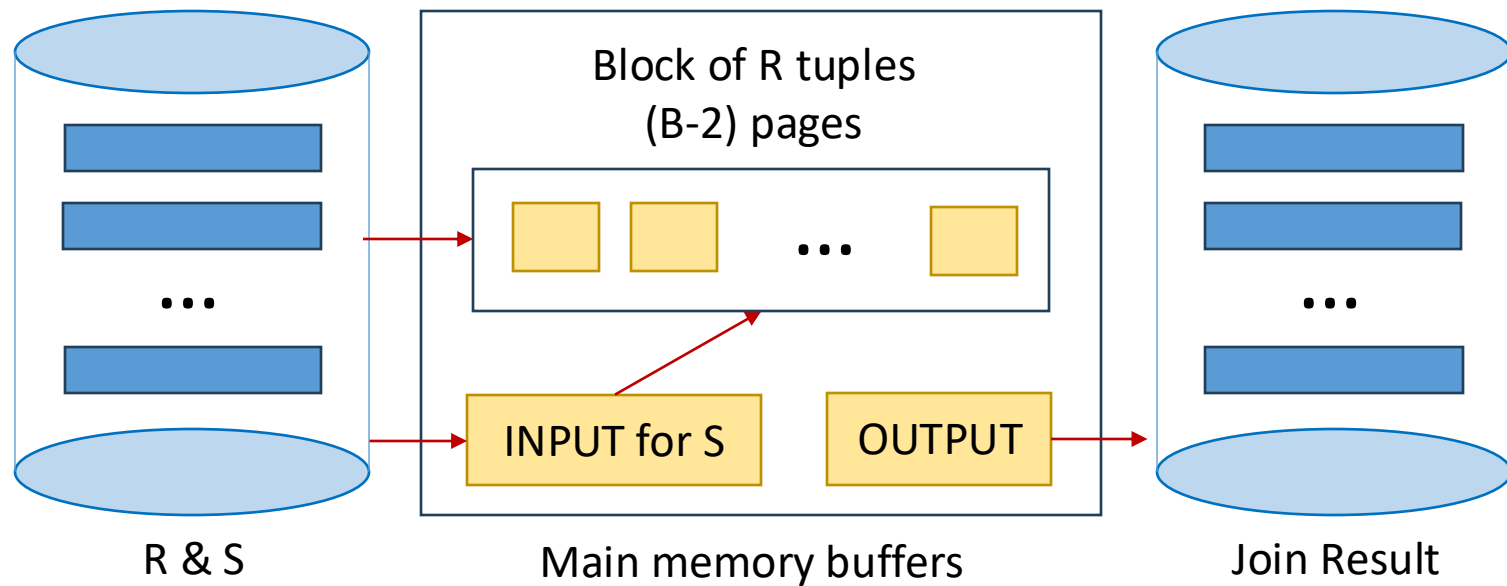 Block of R tuples
(B-2) pages
...
...
...
INPUT for S
OUTPUT
R & S
Main memory buffers
Join Result